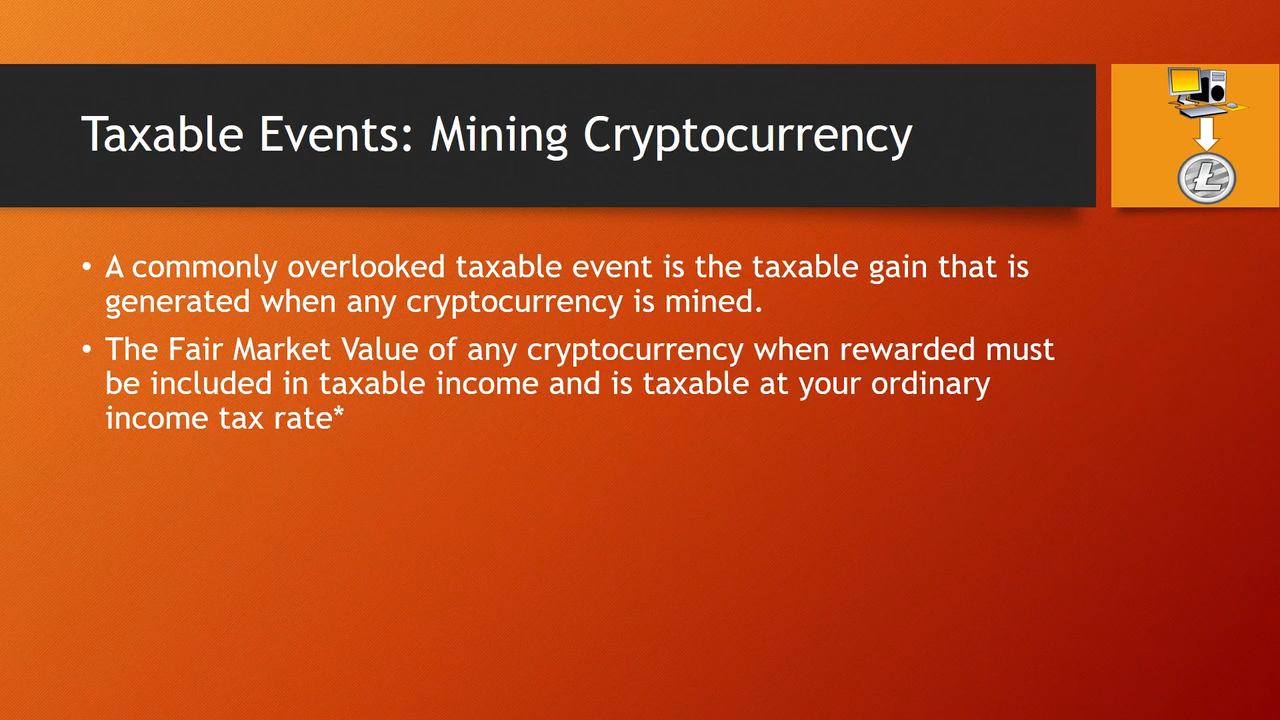 Taxable Events: Mining Cryptocurrency
• A commonly overlooked taxable event is the taxable gain that is
generated when any cryptocurrency is mined.
• The Fair Market Value of any cryptocurrency when rewarded must
be included in taxable income and is taxable at your ordinary
income tax rate*